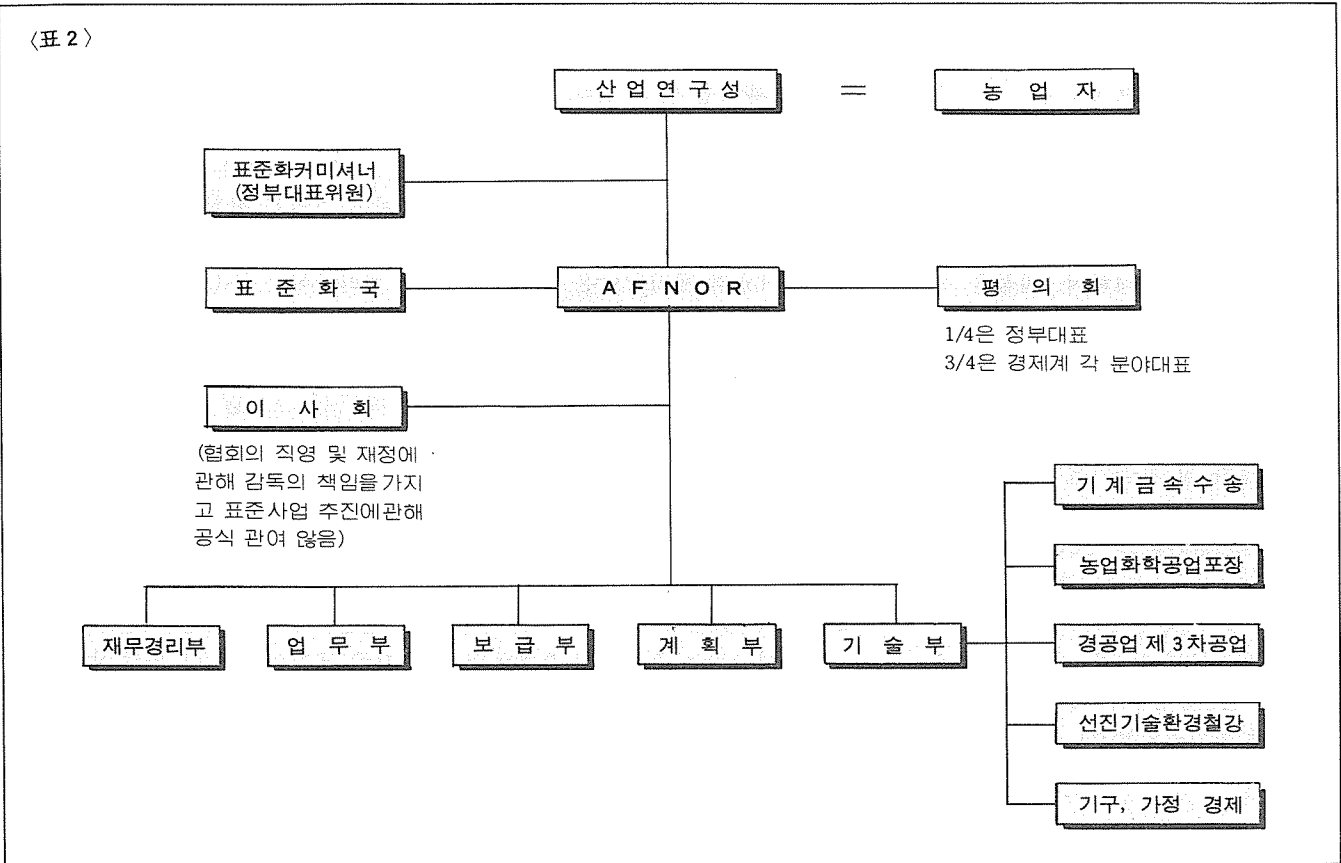 〈표 2〉
산 업 연 구 성 = 농 업 자
표준화커미셔너
(정부대표위원)
표 준 화 국
A F N O R
평 의 회
1/4은 정부대표
3/4은 경제계 각 분야대표
이 사 회
(협회의 직영 및 재정에
관해 감독의 책임을 가지
고 표준사업 추진에관해
공식 관여 않음)
재무경리부
업 무 부
보 급 부
계 획 부
기 술 부
기 계 금 속 수 송
농업화학공업포장
경공업 제 3 차공업
선진기술환경철강
기구, 가정 경제